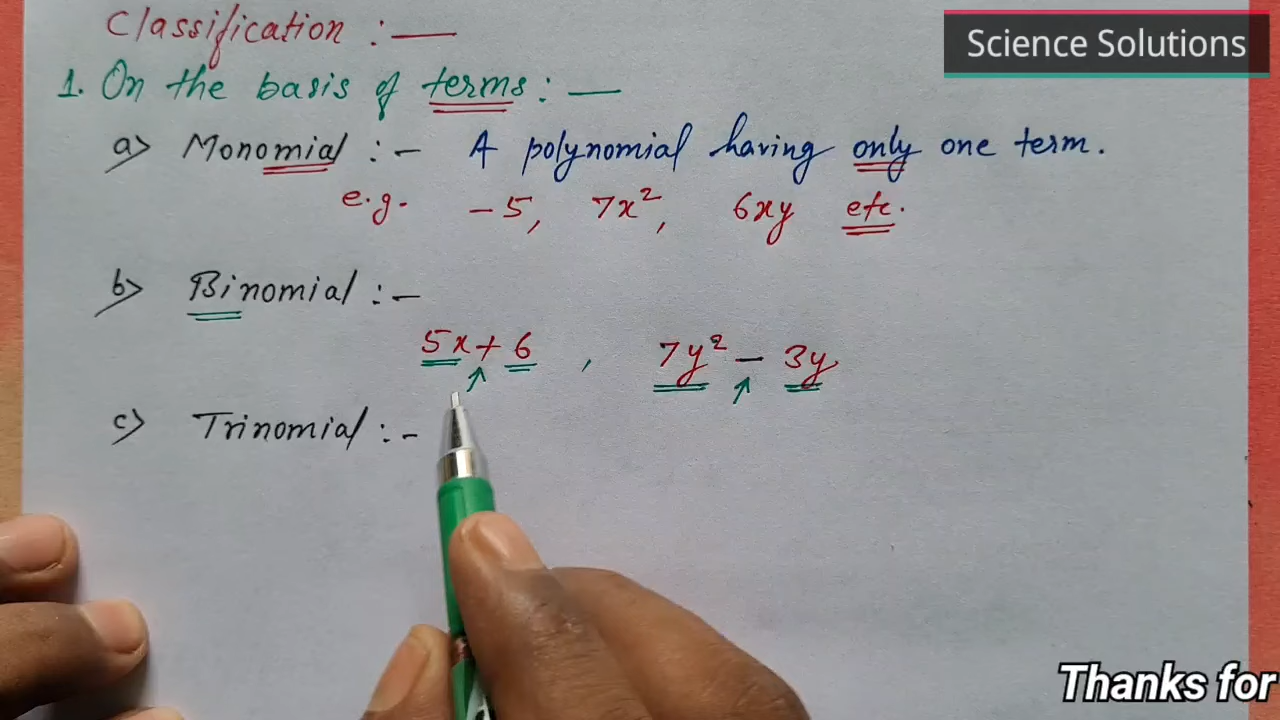 Classification :—
Science Solutions
1. On the basis of terms : —
a) Monomial :- A polynomial having only one term.
e.g. -5, 7x², 6xy etc.
b) Binomial :-
5x + 6 , 7y² - 3y
c) Trinomial :-
Thanks for